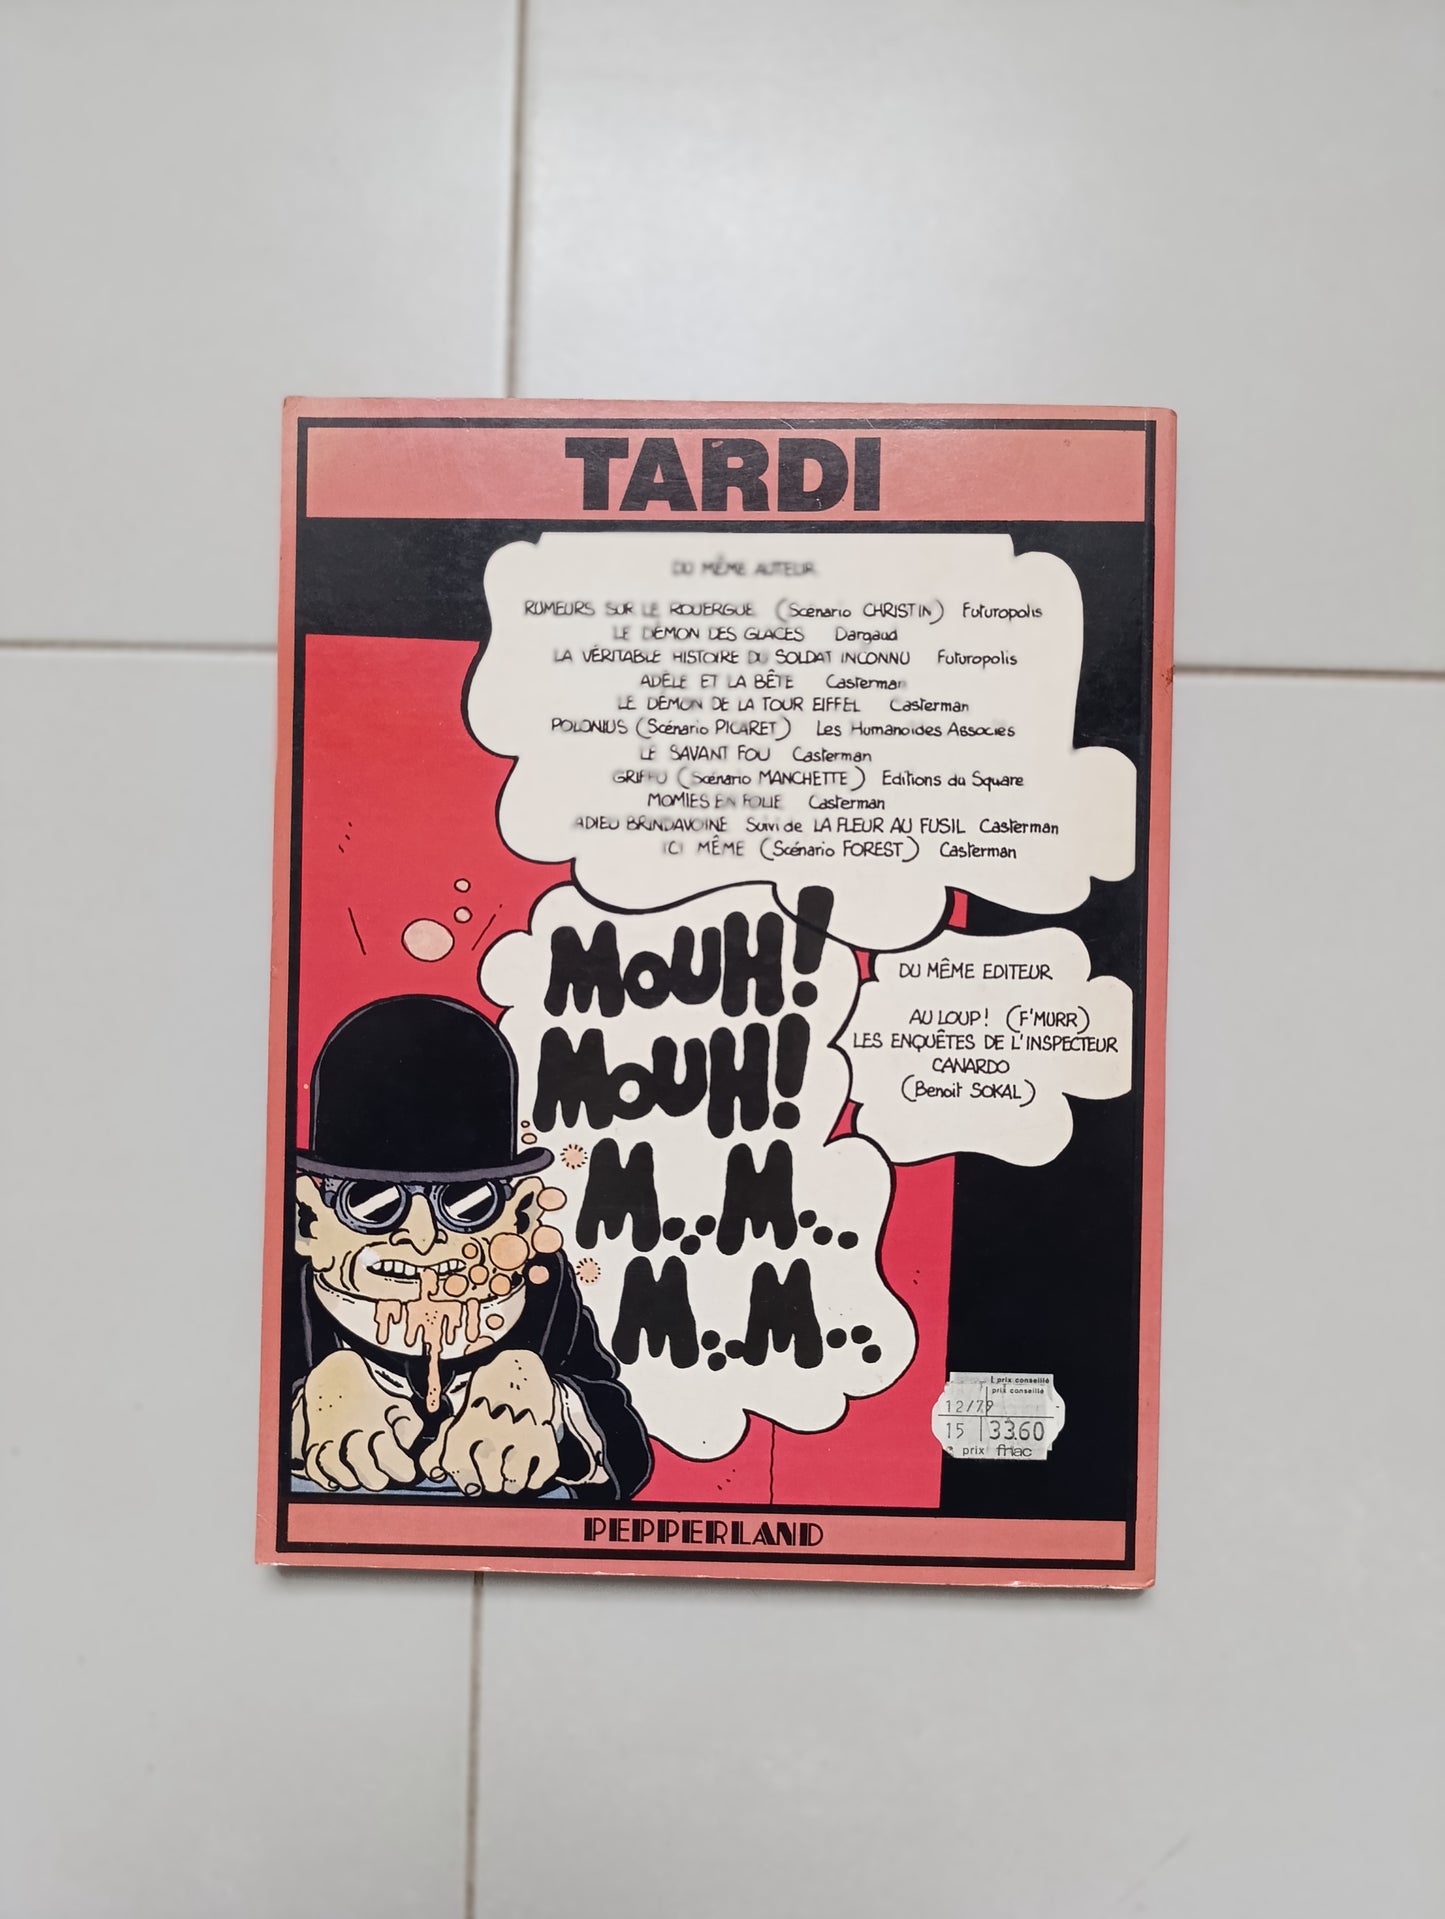 TARDI
DU MÊME AUTEUR
RUMEURS SUR LE ROUERGUE (Scénario CHRISTIN) Futuropolis
LE DÉMON DES GLACES Dargaud
LA VÉRITABLE HISTOIRE DU SOLDAT INCONNU Futuropolis
ADÈLE ET LA BÊTE Casterman
LE DÉMON DE LA TOUR EIFFEL Casterman
POLONIUS (Scénario PICARET) Les Humanoides Associés
LE SAVANT FOU Casterman
GRIFFU (Scénario MANCHETTE) Editions du Square
MOMIES EN FOLIE Casterman
ADIEU BRINDAVOINE Suivi de LA FLEUR AU FUSIL Casterman
ICI MÊME (Scénario FOREST) Casterman
MOUH!
MOUH!
M...M...
M...M...
DU MÊME EDITEUR
AU LOUP! (F'MURR)
LES ENQUÊTES DE L'INSPECTEUR
CANARDO
(Benoit SOKAL)
prix conseillé
prix conseillé
12/79
15 33.60
prix fnac
PEPPERLAND